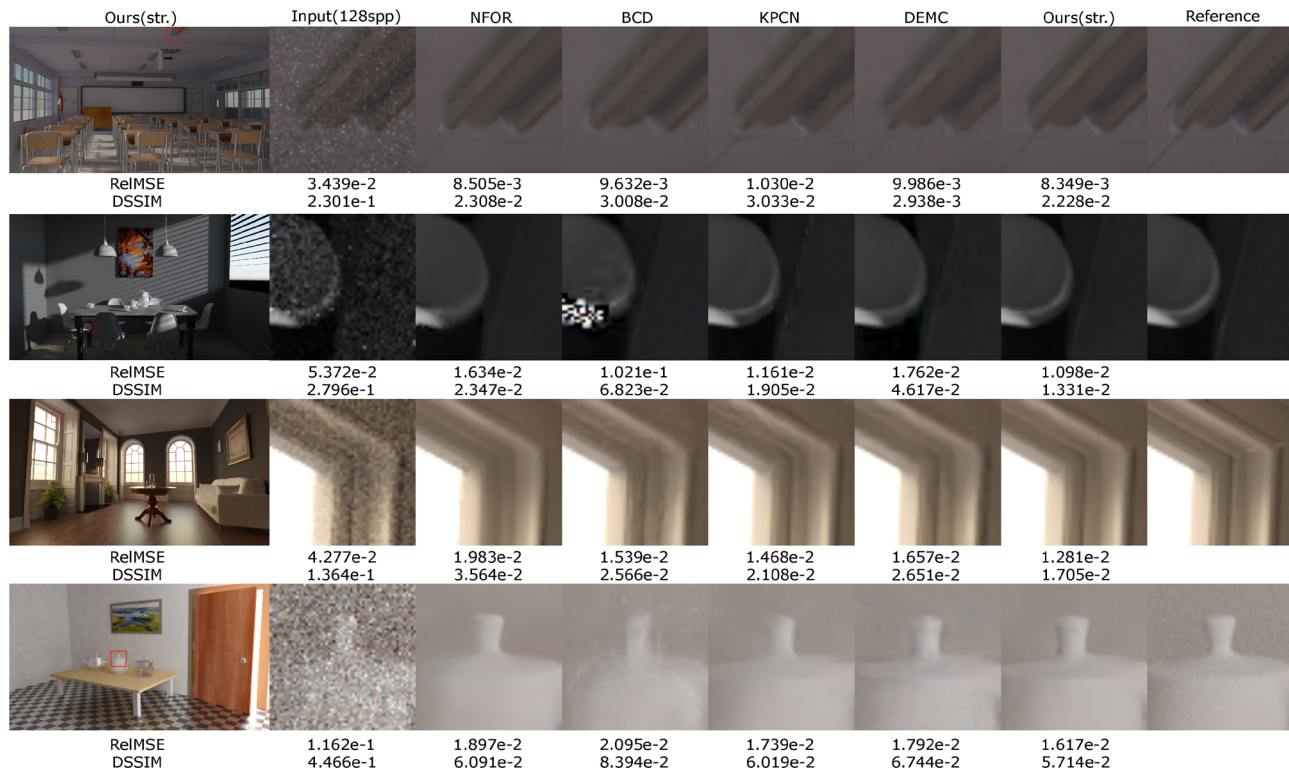 Ours(str.) Input(128spp) NFOR BCD KPCN DEMC Ours(str.) Reference
RelMSE 3.439e-2 8.505e-3 9.632e-3 1.030e-2 9.986e-3 8.349e-3
DSSIM 2.301e-1 2.308e-2 3.008e-2 3.033e-2 2.938e-3 2.228e-2
RelMSE 5.372e-2 1.634e-2 1.021e-1 1.161e-2 1.762e-2 1.098e-2
DSSIM 2.796e-1 2.347e-2 6.823e-2 1.905e-2 4.617e-2 1.331e-2
RelMSE 4.277e-2 1.983e-2 1.539e-2 1.468e-2 1.657e-2 1.281e-2
DSSIM 1.364e-1 3.564e-2 2.566e-2 2.108e-2 2.651e-2 1.705e-2
RelMSE 1.162e-1 1.897e-2 2.095e-2 1.739e-2 1.792e-2 1.617e-2
DSSIM 4.466e-1 6.091e-2 8.394e-2 6.019e-2 6.744e-2 5.714e-2